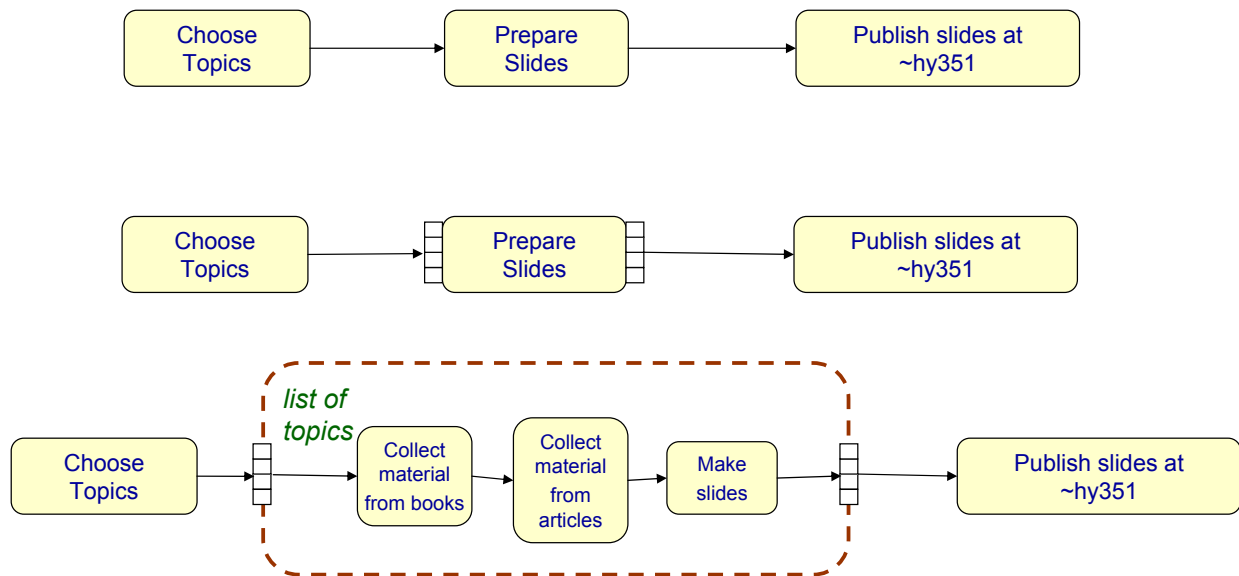 Choose
Topics
Prepare
Slides
Publish slides at
~hy351
Choose
Topics
Prepare
Slides
Publish slides at
~hy351
list of
topics
Choose
Topics
Collect
material
from books
Collect
material
from
articles
Make
slides
Publish slides at
~hy351